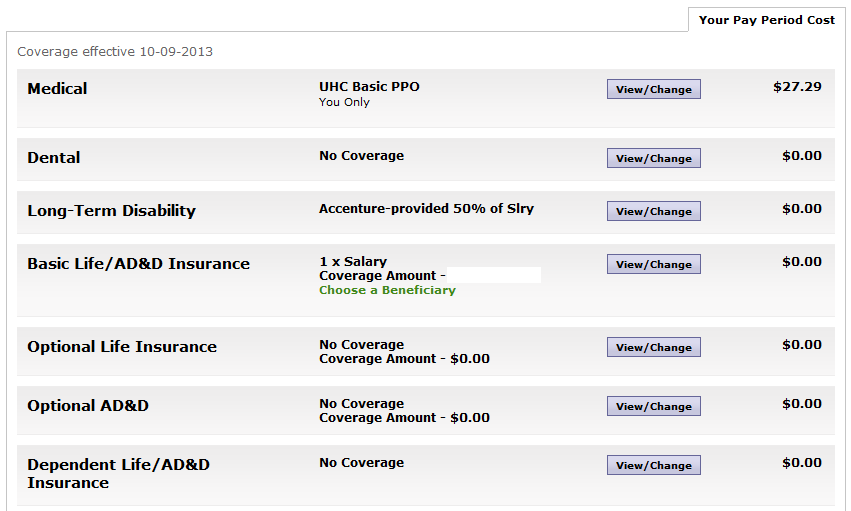 Your Pay Period Cost
Coverage effective 10-09-2013
Medical
UHC Basic PPO
You Only
View/Change
$27.29
Dental
No Coverage
View/Change
$0.00
Long-Term Disability
Accenture-provided 50% of Slry
View/Change
$0.00
Basic Life/AD&D Insurance
1 x Salary
Coverage Amount -
Choose a Beneficiary
View/Change
$0.00
Optional Life Insurance
No Coverage
Coverage Amount - $0.00
View/Change
$0.00
Optional AD&D
No Coverage
Coverage Amount - $0.00
View/Change
$0.00
Dependent Life/AD&D
Insurance
No Coverage
View/Change
$0.00